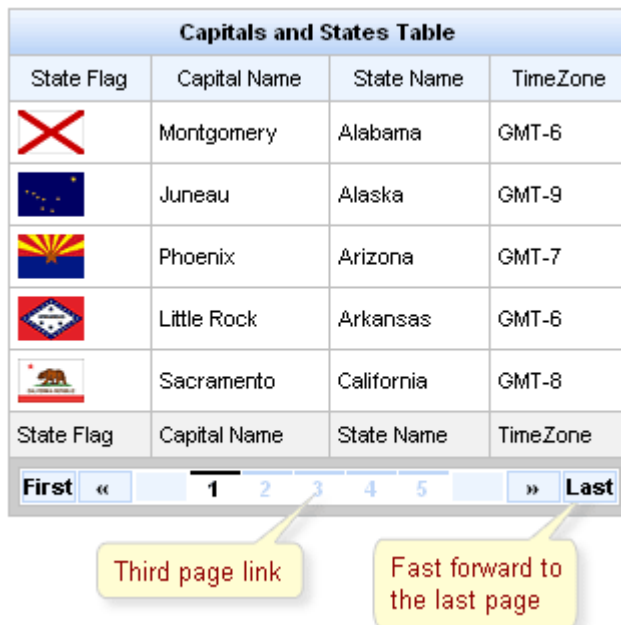 Capitals and States Table
State Flag Capital Name State Name TimeZone
Montgomery Alabama GMT-6
Juneau Alaska GMT-9
Phoenix Arizona GMT-7
Little Rock Arkansas GMT-6
Sacramento California GMT-8
State Flag Capital Name State Name TimeZone
First « 1 2 3 4 5 » Last
Third page link
Fast forward to
the last page